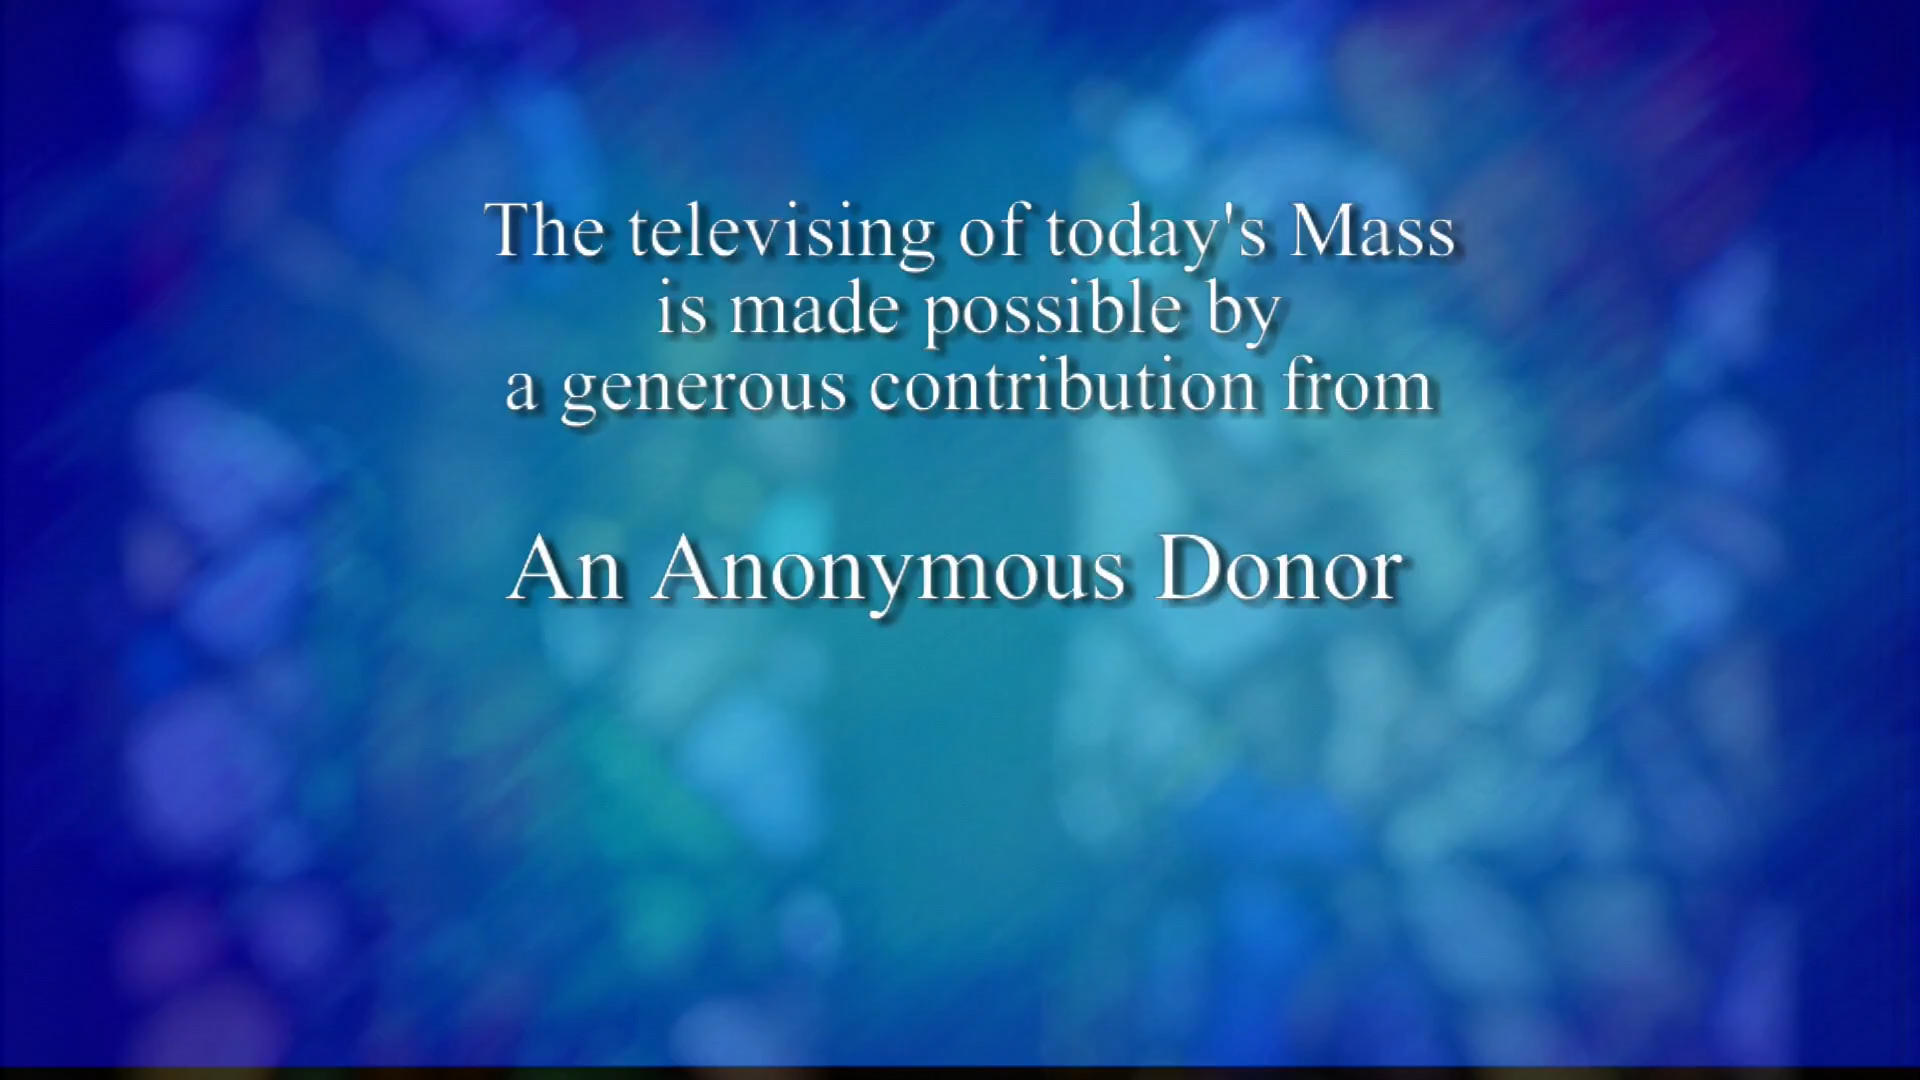 The televising of today's Mass
is made possible by
a generous contribution from
An Anonymous Donor